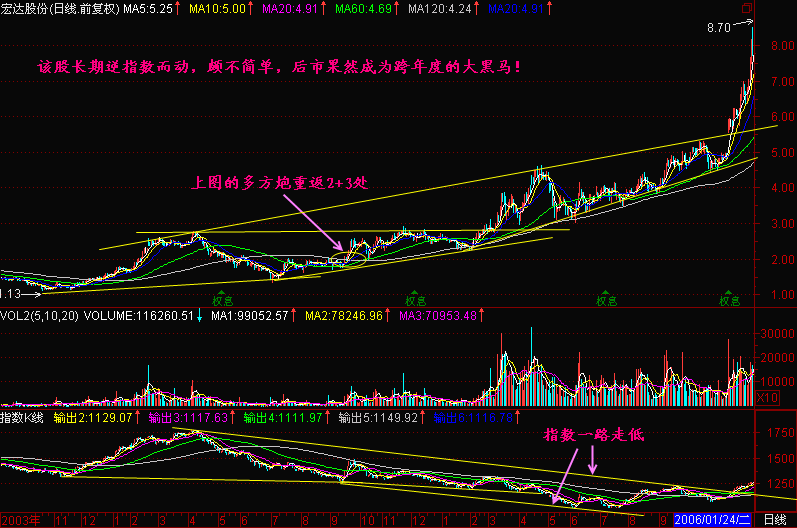 宏达股份(日线.前复权) MA5:5.25 MA10:5.00 MA20:4.91 MA60:4.69 MA120:4.24 MA20:4.91
8.70
8.00
该股长期逆指数而动，颇不简单，后市果然成为跨年度的大黑马！
7.00
6.00
5.00
上图的多方炮重返2+3处
4.00
3.00
2.00
1.13
1.00
权息 权息 权息 权息
VOL2(5,10,20) VOLUME:116260.51 MA1:99052.57 MA2:78246.96 MA3:70953.48
30000
20000
10000
X10
指数K线 输出2:1129.07 输出3:1117.63 输出4:1111.97 输出5:1149.92 输出6:1118.78
指数一路走低
1750
1500
1250
2003年 11 12 1 2 3 4 5 6 7 8 9 10 11 12 1 2 3 4 5 6 7 8 9 2006/01/24/二 日线